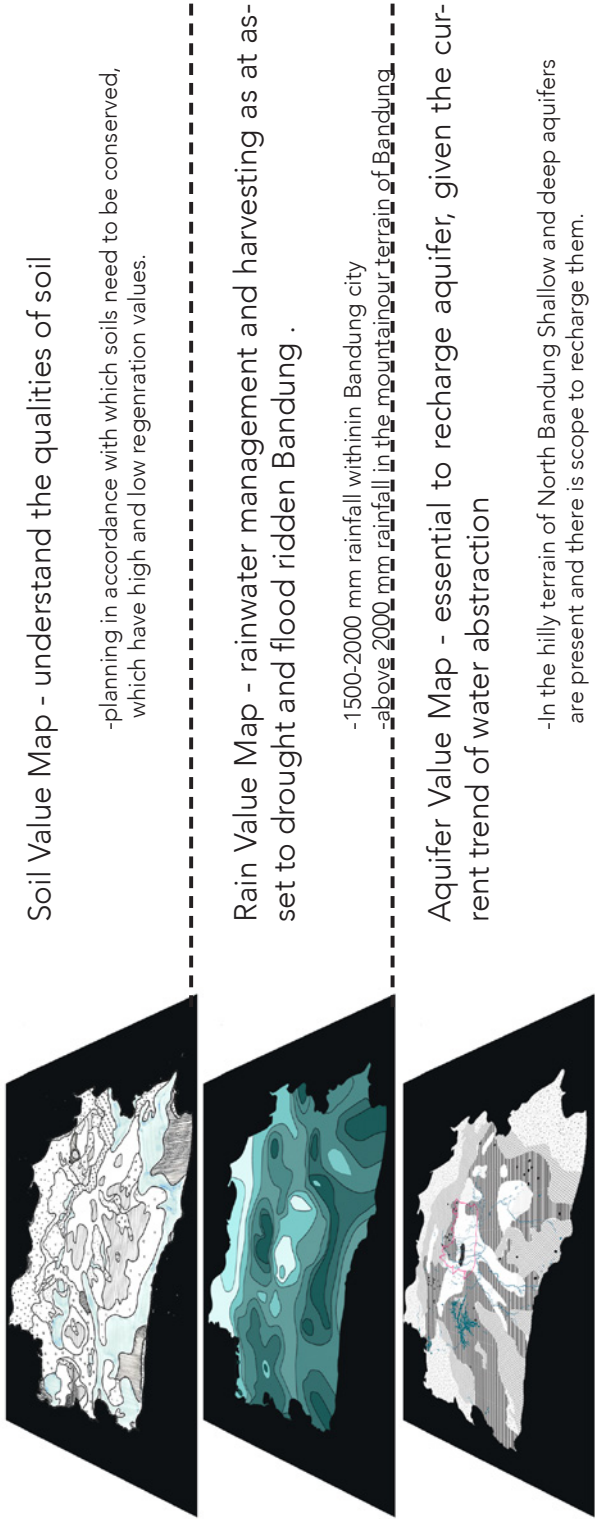 Soil Value Map - understand the qualities of soil
-planning in accordance with which soils need to be conserved,
which have high and low regenration values.
Rain Value Map - rainwater management and harvesting as at as-
set to drought and flood ridden Bandung .
-1500-2000 mm rainfall withinin Bandung city
-above 2000 mm rainfall in the mountainour terrain of Bandung
Aquifer Value Map - essential to recharge aquifer, given the cur-
rent trend of water abstraction
-In the hilly terrain of North Bandung Shallow and deep aquifers
are present and there is scope to recharge them.